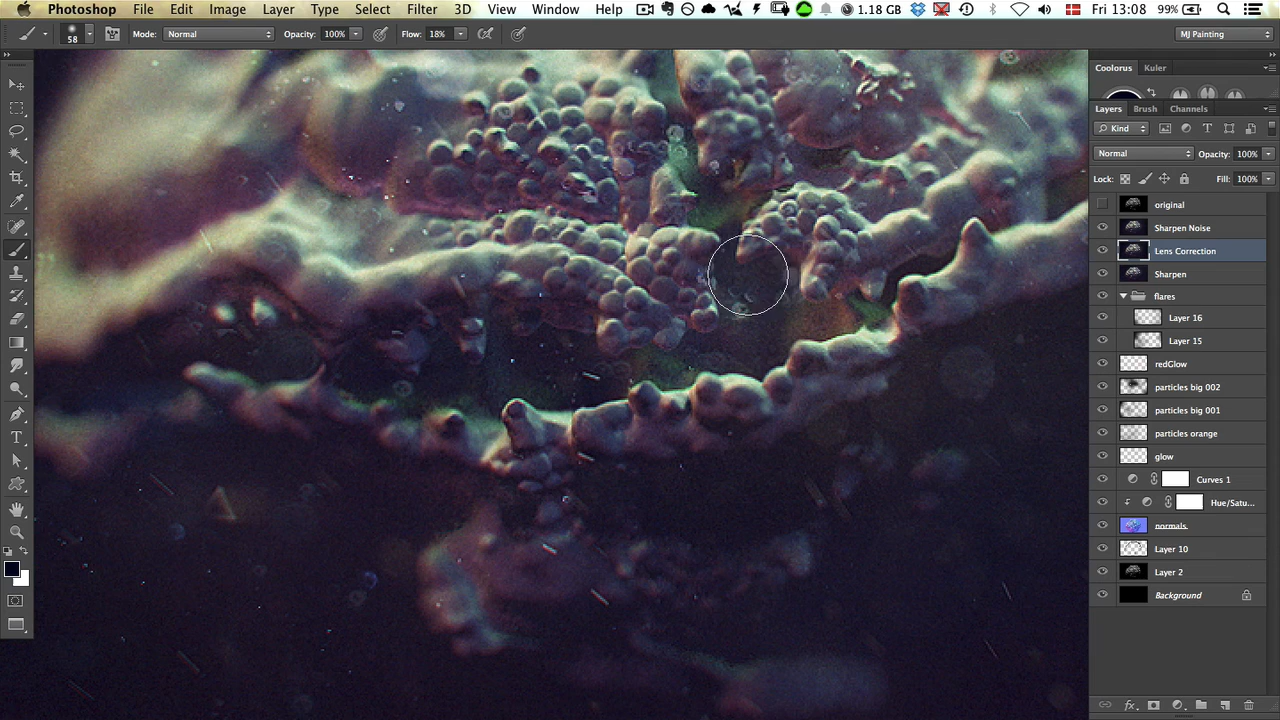 Photoshop File Edit Image Layer Type Select Filter 3D View Window Help 1.18 GB Fri 13:08 99%
58 Mode: Normal Opacity: 100% Flow: 18% MJ Painting
Coolorus Kuler
Layers Brush Channels
Kind
Normal Opacity: 100%
Lock: Fill: 100%
original
Sharpen Noise
Lens Correction
Sharpen
flares
Layer 16
Layer 15
redGlow
particles big 002
particles big 001
particles orange
glow
Curves 1
Hue/Satu...
normals
Layer 10
Layer 2
Background
fx